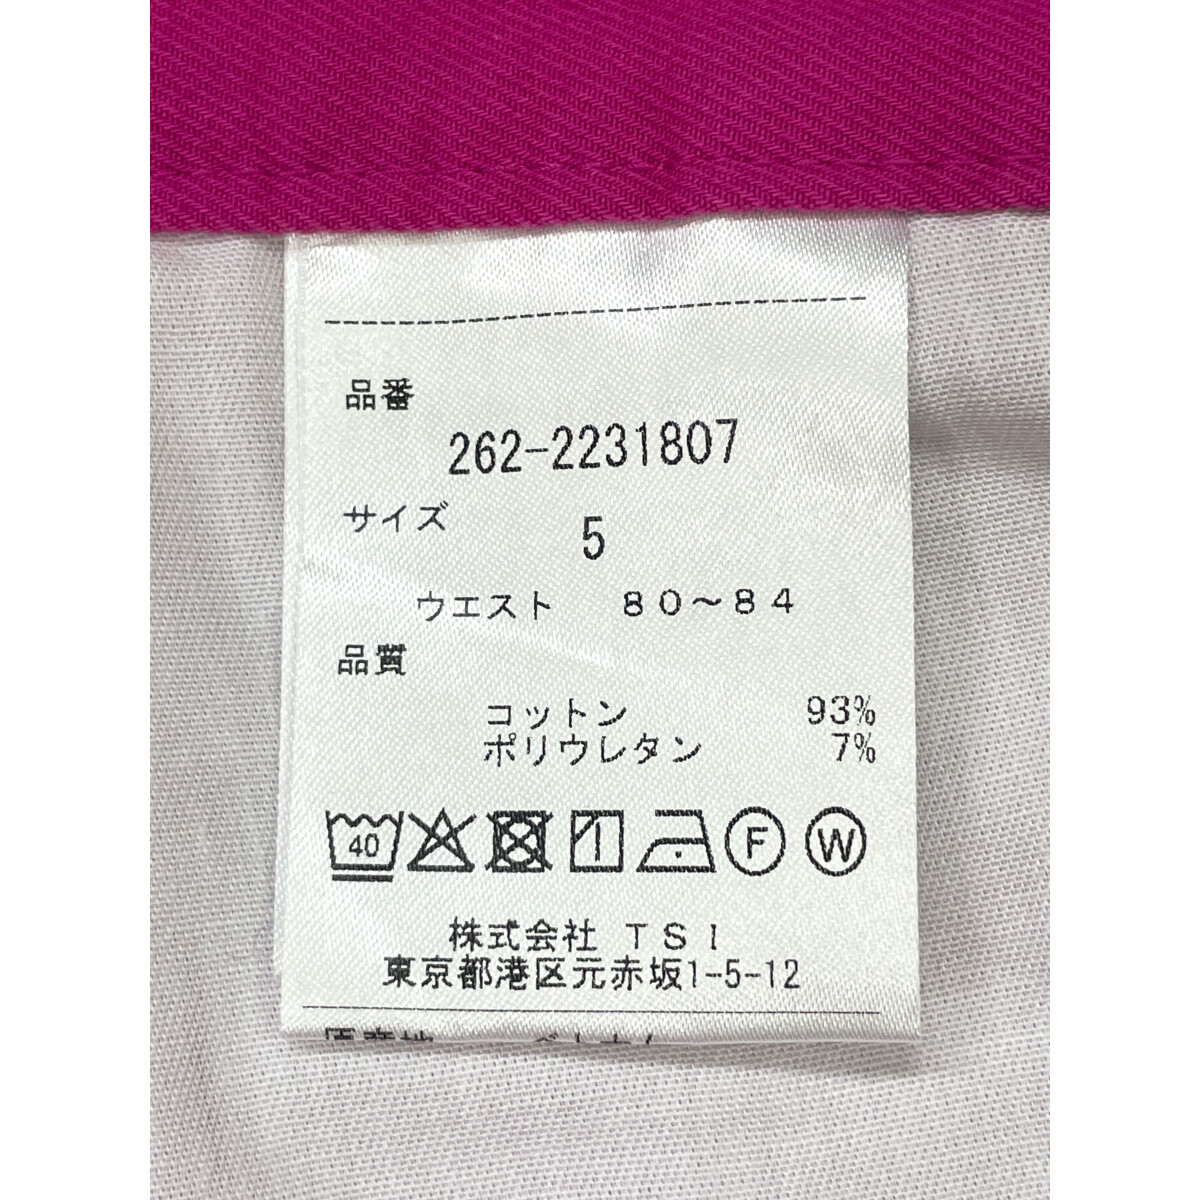 品番
262-2231807
サイズ 5
ウエスト 80〜84
品質
コットン 93%
ポリウレタン 7%
40 F W
株式会社 TSI
東京都港区元赤坂1-5-12